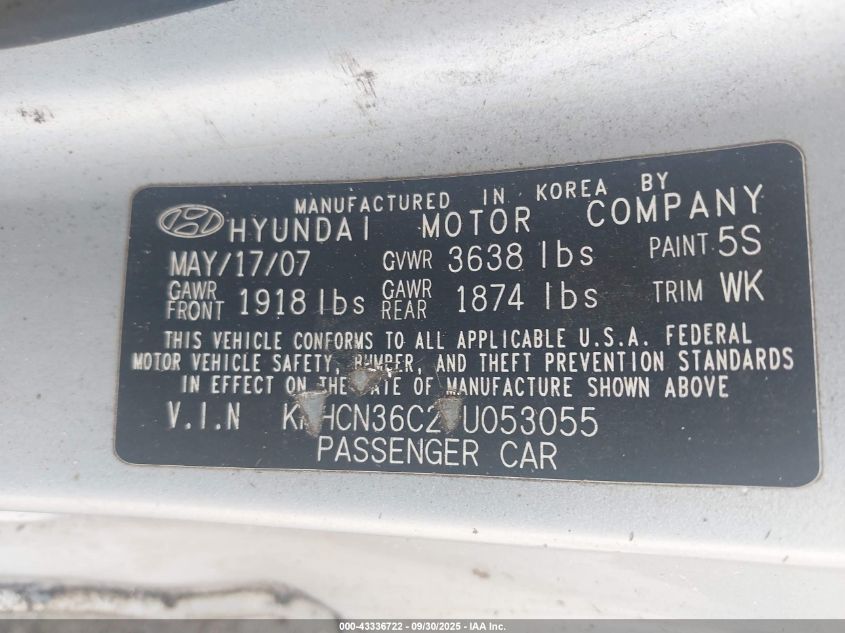 MANUFACTURED IN KOREA BY
HYUNDAI MOTOR COMPANY
MAY/17/07 GVWR 3638 lbs PAINT 5S
GAWR FRONT 1918 lbs GAWR REAR 1874 lbs TRIM WK
THIS VEHICLE CONFORMS TO ALL APPLICABLE U.S.A. FEDERAL
MOTOR VEHICLE SAFETY, BUMPER, AND THEFT PREVENTION STANDARDS
IN EFFECT ON THE DATE OF MANUFACTURE SHOWN ABOVE
V.I.N
PASSENGER CAR
000-43336722 - 09/30/2025 - IAA Inc.